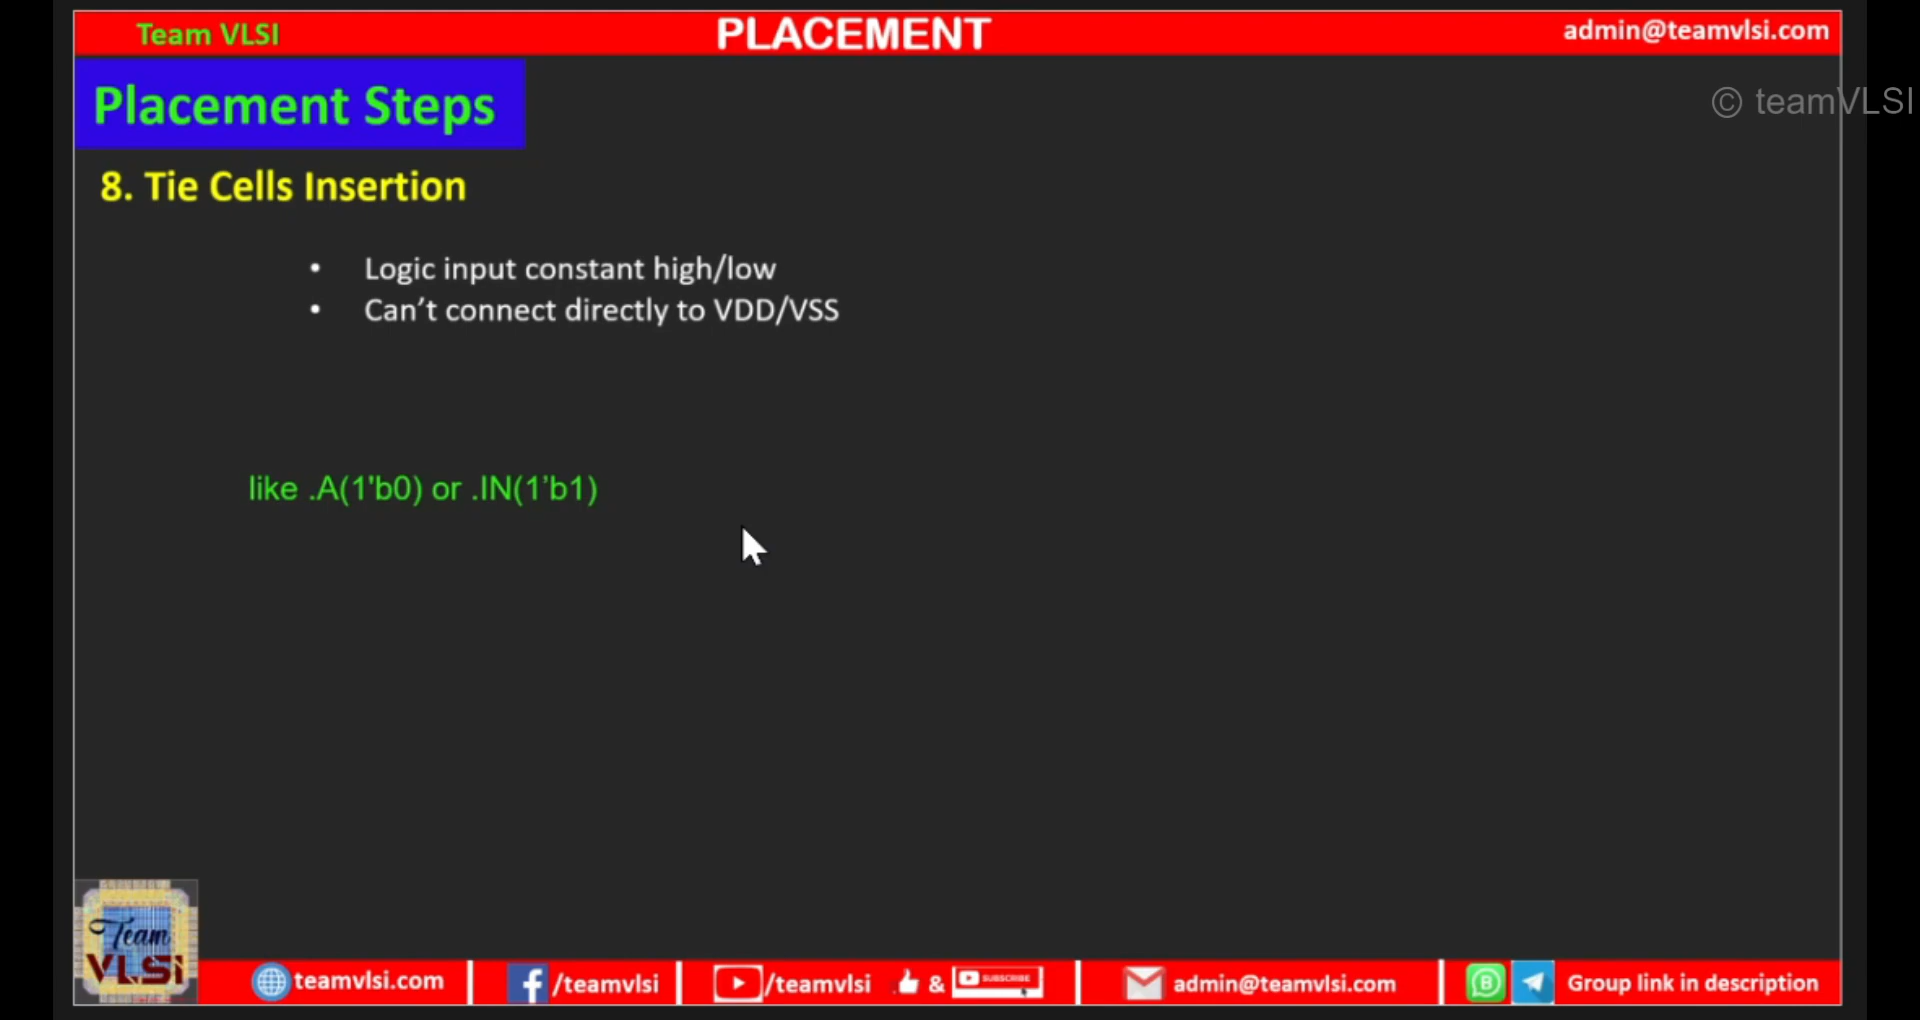 Team VLSI
PLACEMENT
admin@teamvlsi.com
Placement Steps
© teamVLSI
8. Tie Cells Insertion
• Logic input constant high/low
• Can’t connect directly to VDD/VSS
like .A(1'b0) or .IN(1’b1)
Team
VLSI
teamvlsi.com
/teamvlsi
/teamvlsi
&
SUBSCRIBE
admin@teamvlsi.com
Group link in description